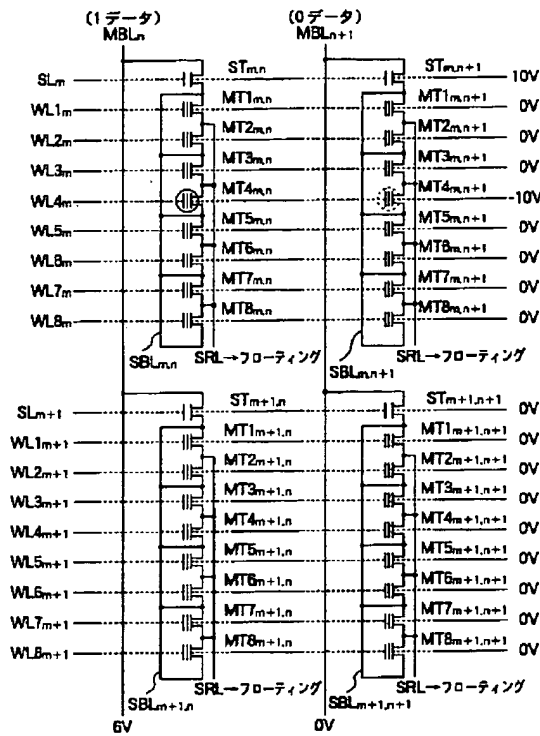 (1データ) (0データ)
MBLn MBLn+1
STm,n STm,n+1
SLm 10V
WL1m MT1m,n MT1m,n+1 0V
WL2m MT2m,n MT2m,n+1 0V
WL3m MT3m,n MT3m,n+1 0V
WL4m MT4m,n MT4m,n+1 -10V
WL5m MT5m,n MT5m,n+1 0V
WL6m MT6m,n MT6m,n+1 0V
WL7m MT7m,n MT7m,n+1 0V
WL8m MT8m,n MT8m,n+1 0V
SBLm,n SRL→フローティング SBLm,n+1 SRL→フローティング
STm+1,n STm+1,n+1
SLm+1 0V
WL1m+1 MT1m+1,n MT1m+1,n+1 0V
WL2m+1 MT2m+1,n MT2m+1,n+1 0V
WL3m+1 MT3m+1,n MT3m+1,n+1 0V
WL4m+1 MT4m+1,n MT4m+1,n+1 0V
WL5m+1 MT5m+1,n MT5m+1,n+1 0V
WL6m+1 MT6m+1,n MT6m+1,n+1 0V
WL7m+1 MT7m+1,n MT7m+1,n+1 0V
WL8m+1 MT8m+1,n MT8m+1,n+1 0V
SBLm+1,n SRL→フローティング SBLm+1,n+1 SRL→フローティング
6V 0V